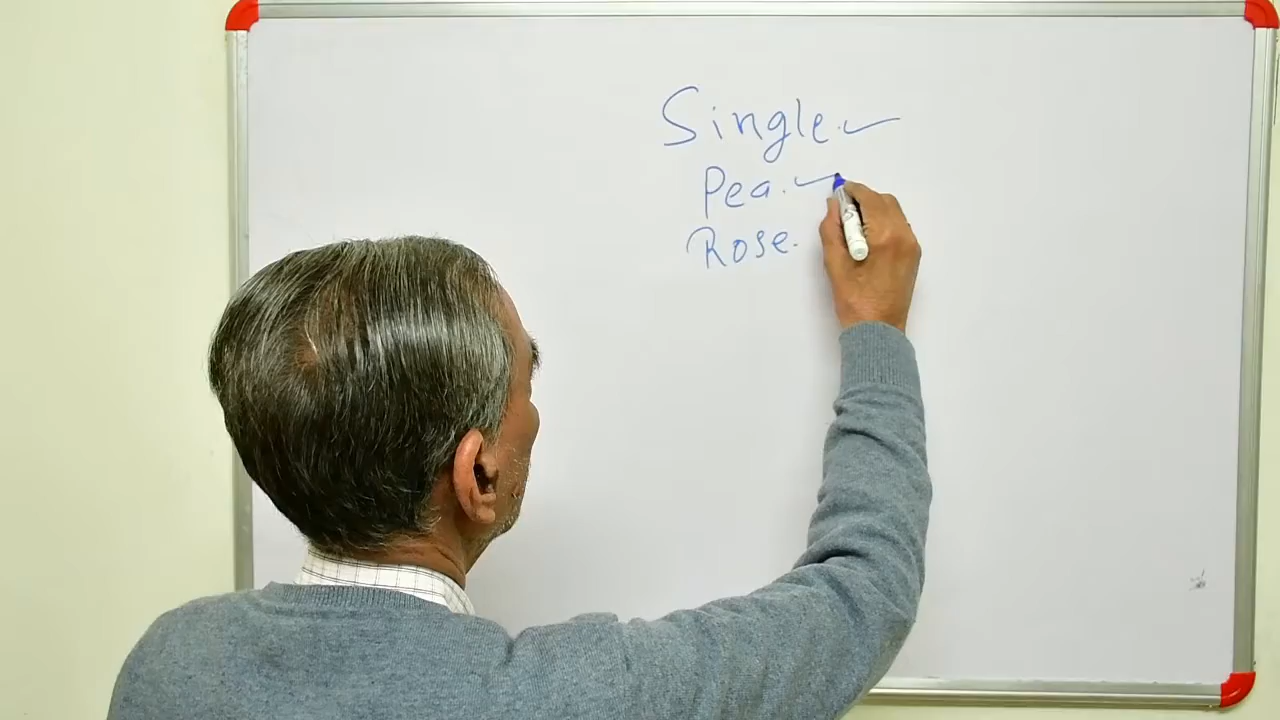 Single. ✓
Pea. ✓
Rose.